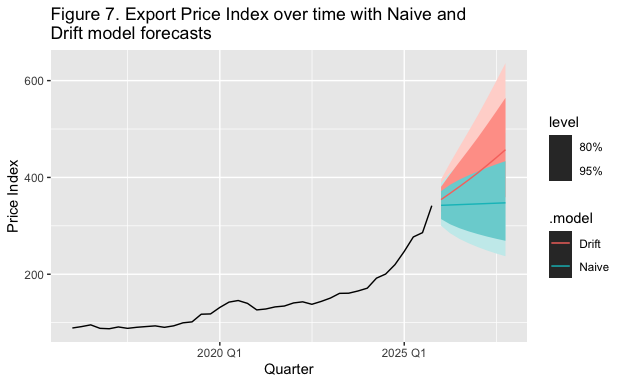 Figure 7. Export Price Index over time with Naive and
Drift model forecasts
600
400
200
Price Index
2020 Q1
2025 Q1
Quarter
level
80%
95%
.model
Drift
Naive